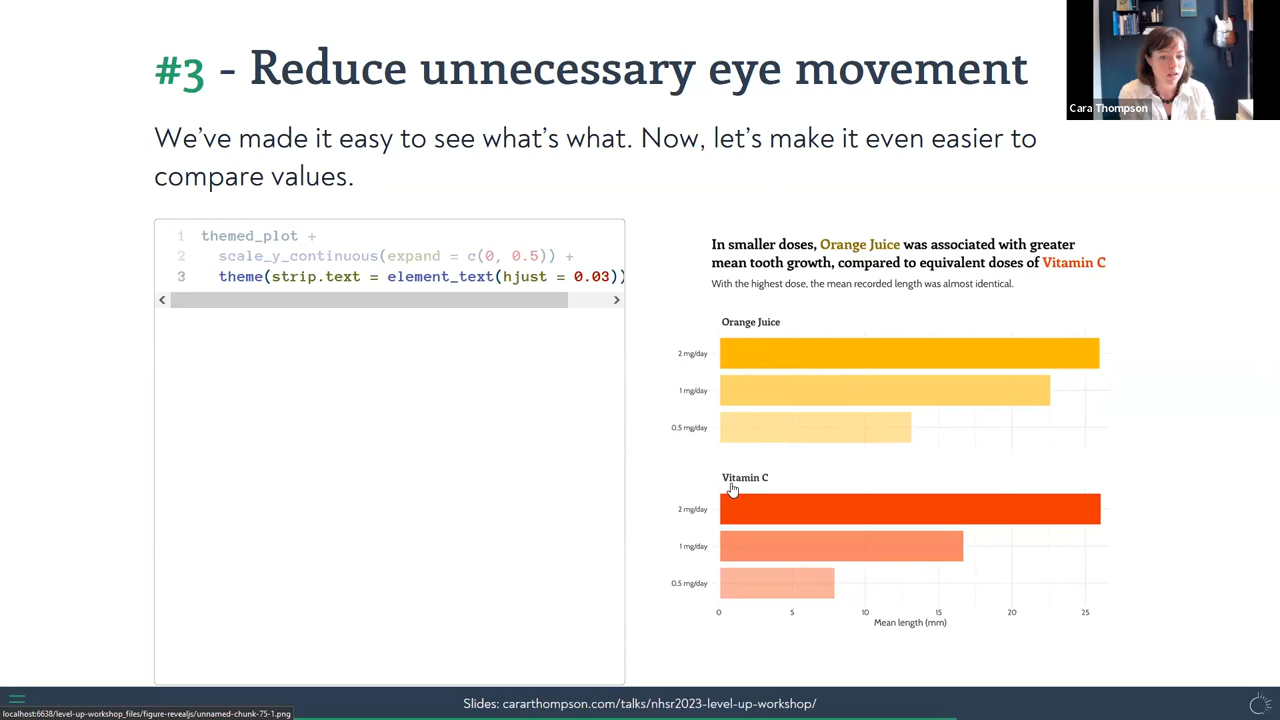 #3 - Reduce unnecessary eye movement
Cara Thompson
We've made it easy to see what's what. Now, let's make it even easier to
compare values.
1 themed_plot +
2 scale_y_continuous(expand = c(0, 0.5)) +
3 theme(strip.text = element_text(hjust = 0.03))
In smaller doses, Orange Juice was associated with greater
mean tooth growth, compared to equivalent doses of Vitamin C
With the highest dose, the mean recorded length was almost identical.
Orange Juice
2 mg/day
1 mg/day
0.5 mg/day
Vitamin C
2 mg/day
1 mg/day
0.5 mg/day
0 5 10 15 20 25
Mean length (mm)
Slides: cararthompson.com/talks/nhsr2023-level-up-workshop/
localhost:6638/level-up-workshop_files/figure-revealjs/unnamed-chunk-75-1.png